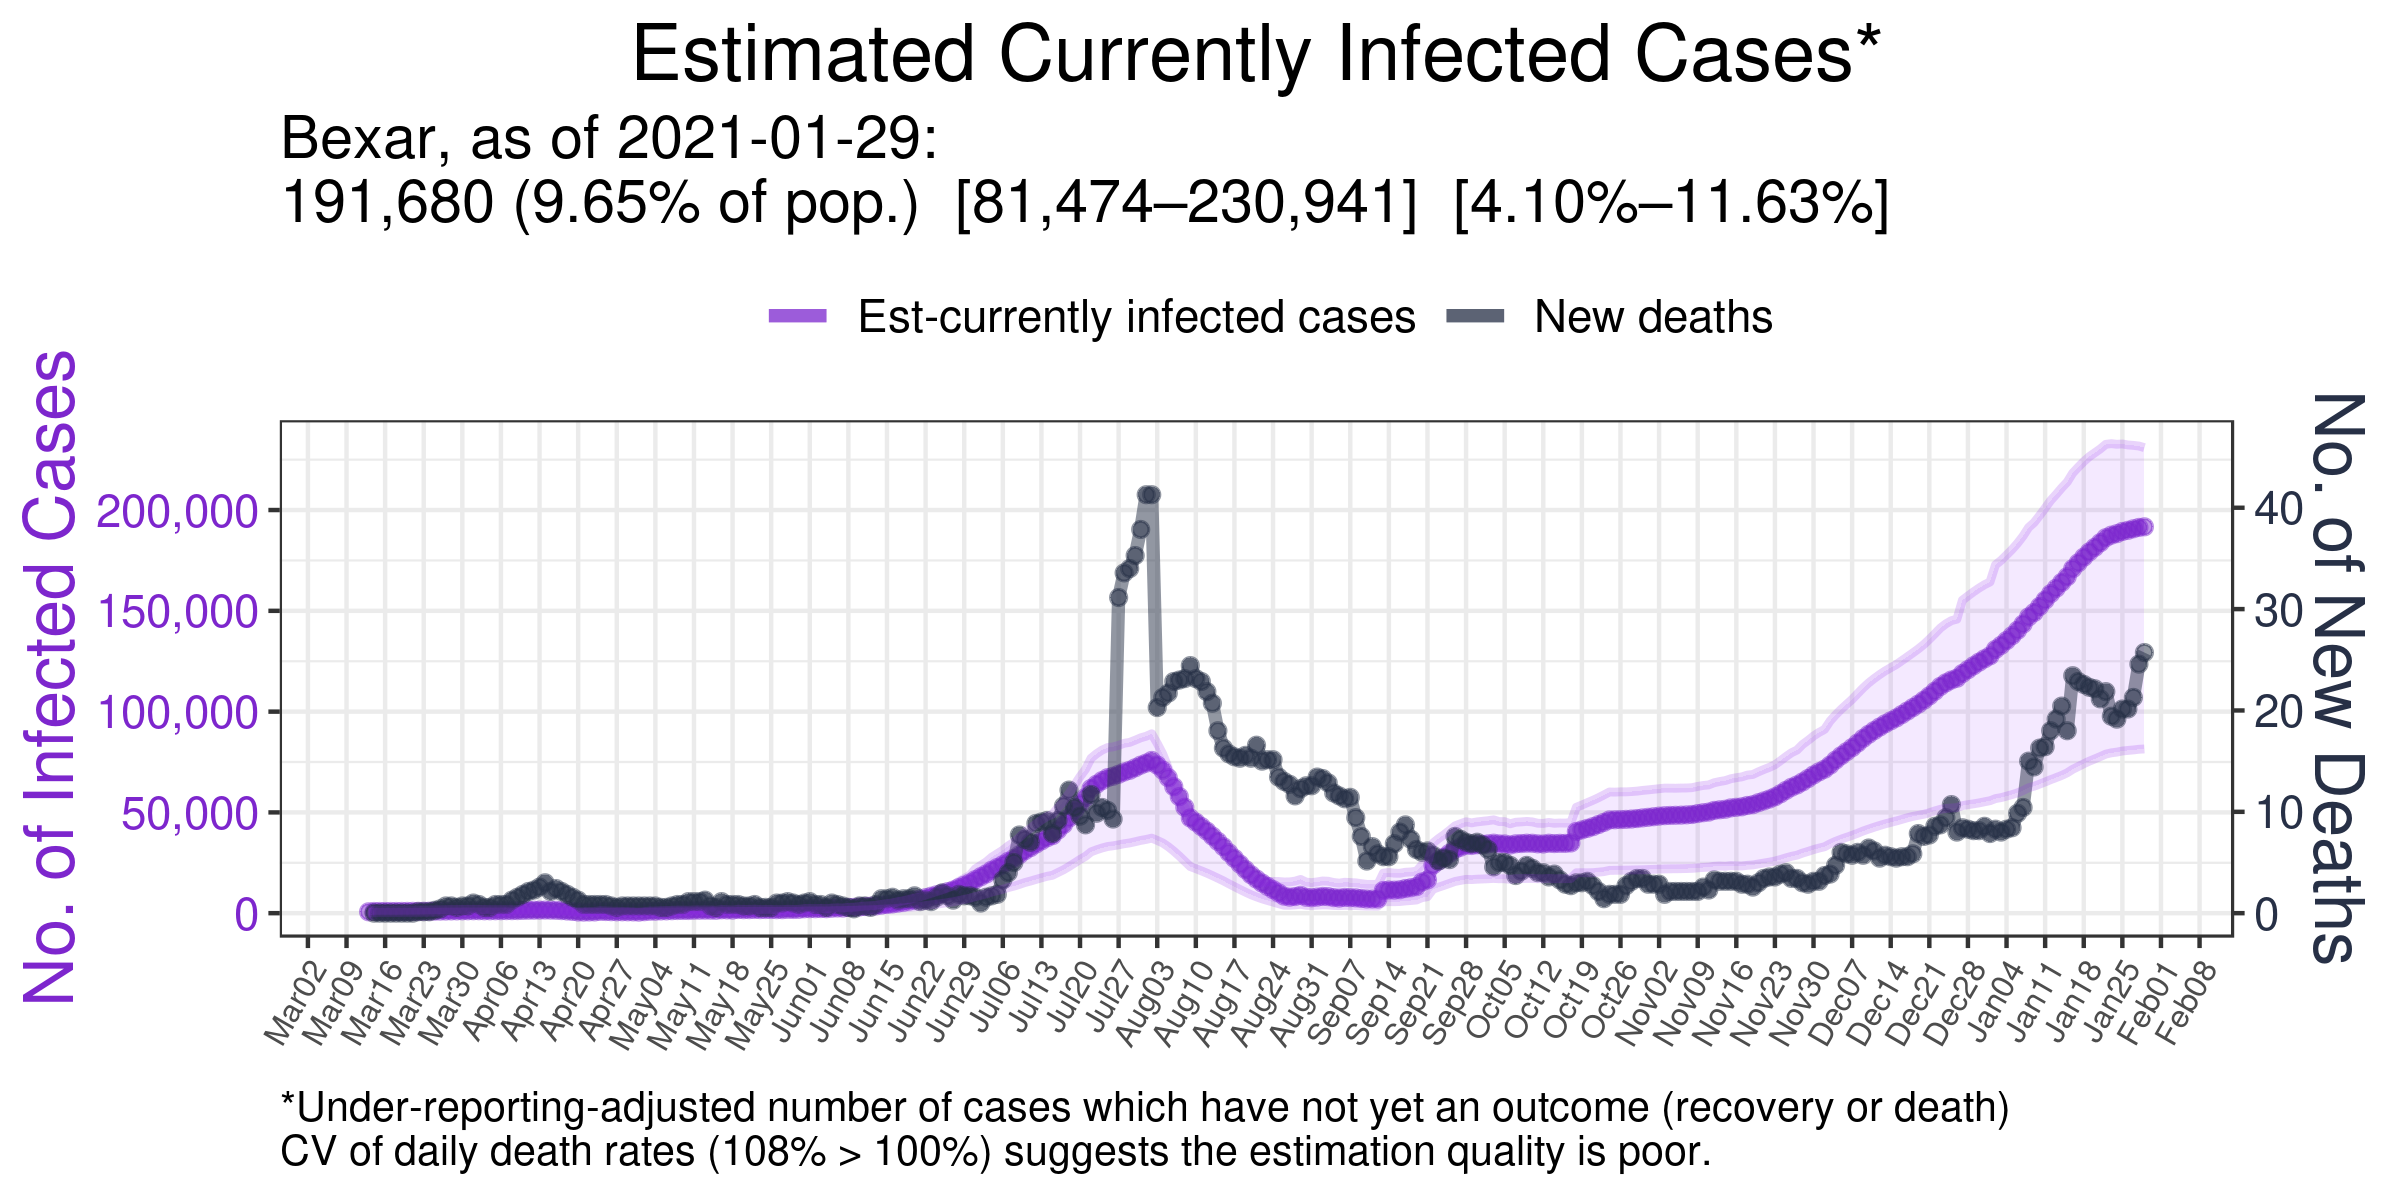 Estimated Currently Infected Cases*
Bexar, as of 2021-01-29:
191,680 (9.65% of pop.)  [81,474–230,941]  [4.10%–11.63%]
Est-currently infected cases
New deaths
No. of Infected Cases
200,000
150,000
100,000
50,000
0
No. of New Deaths
40
30
20
10
0
Mar02
Mar09
Mar16
Mar23
Mar30
Apr06
Apr13
Apr20
Apr27
May04
May11
May18
May25
Jun01
Jun08
Jun15
Jun22
Jun29
Jul06
Jul13
Jul20
Jul27
Aug03
Aug10
Aug17
Aug24
Aug31
Sep07
Sep14
Sep21
Sep28
Oct05
Oct12
Oct19
Oct26
Nov02
Nov09
Nov16
Nov23
Nov30
Dec07
Dec14
Dec21
Dec28
Jan04
Jan11
Jan18
Jan25
Feb01
Feb08
*Under-reporting-adjusted number of cases which have not yet an outcome (recovery or death)
CV of daily death rates (108% > 100%) suggests the estimation quality is poor.